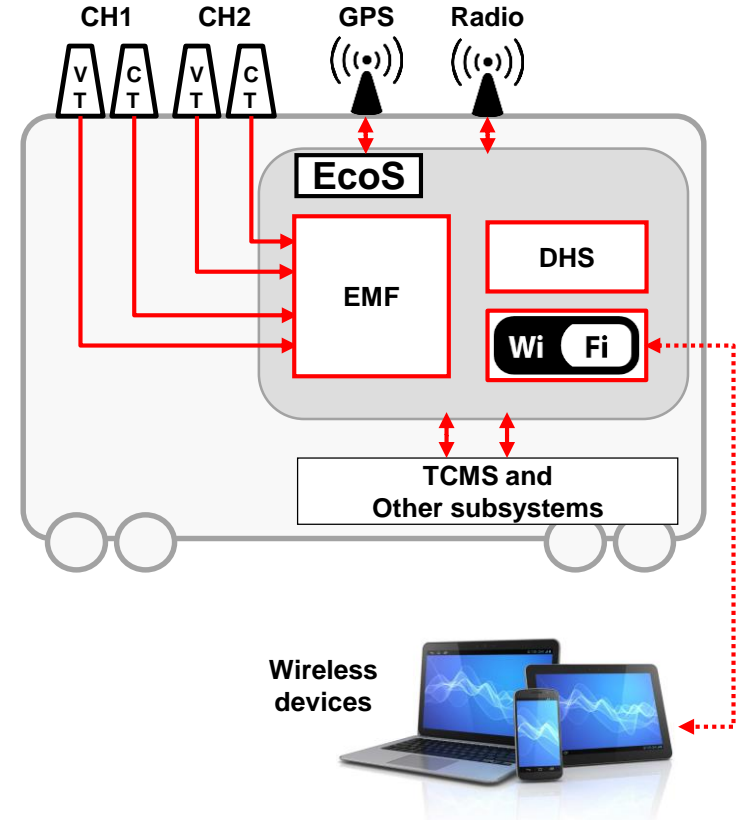 CH1 CH2 GPS Radio
V T C T V T C T
EcoS
EMF
DHS
Wi Fi
TCMS and
Other subsystems
Wireless
devices